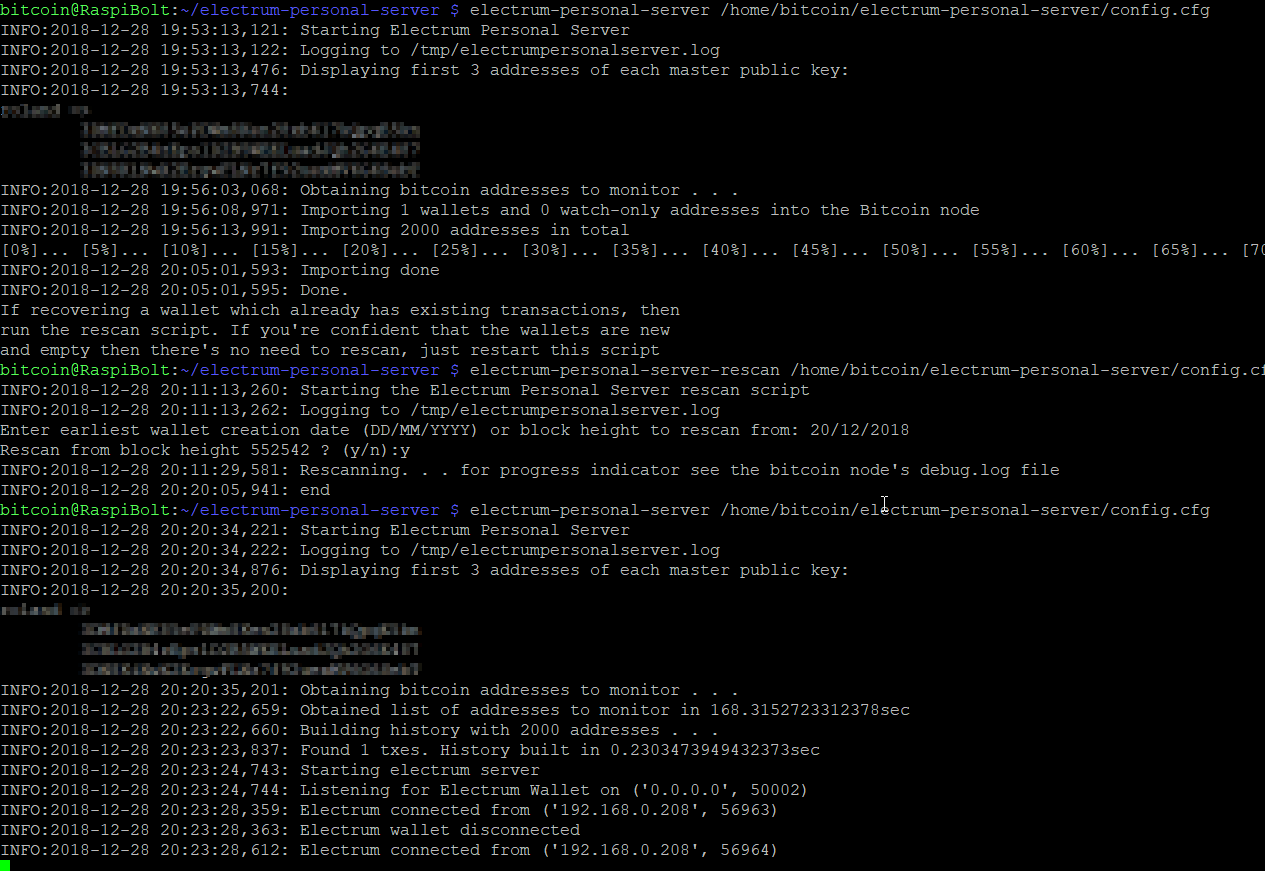 bitcoin@RaspiBolt:~/electrum-personal-server $ electrum-personal-server /home/bitcoin/electrum-personal-server/config.cfg
INFO:2018-12-28 19:53:13,121: Starting Electrum Personal Server
INFO:2018-12-28 19:53:13,122: Logging to /tmp/electrumpersonalserver.log
INFO:2018-12-28 19:53:13,476: Displaying first 3 addresses of each master public key:
INFO:2018-12-28 19:53:13,744:
INFO:2018-12-28 19:56:03,068: Obtaining bitcoin addresses to monitor . . .
INFO:2018-12-28 19:56:08,971: Importing 1 wallets and 0 watch-only addresses into the Bitcoin node
INFO:2018-12-28 19:56:13,991: Importing 2000 addresses in total
[0%]... [5%]... [10%]... [15%]... [20%]... [25%]... [30%]... [35%]... [40%]... [45%]... [50%]... [55%]... [60%]... [65%]... [70
INFO:2018-12-28 20:05:01,593: Importing done
INFO:2018-12-28 20:05:01,595: Done.
If recovering a wallet which already has existing transactions, then
run the rescan script. If you're confident that the wallets are new
and empty then there's no need to rescan, just restart this script
bitcoin@RaspiBolt:~/electrum-personal-server $ electrum-personal-server-rescan /home/bitcoin/electrum-personal-server/config.cf
INFO:2018-12-28 20:11:13,260: Starting the Electrum Personal Server rescan script
INFO:2018-12-28 20:11:13,262: Logging to /tmp/electrumpersonalserver.log
Enter earliest wallet creation date (DD/MM/YYYY) or block height to rescan from: 20/12/2018
Rescan from block height 552542 ? (y/n):y
INFO:2018-12-28 20:11:29,581: Rescanning. . . for progress indicator see the bitcoin node's debug.log file
INFO:2018-12-28 20:20:05,941: end
bitcoin@RaspiBolt:~/electrum-personal-server $ electrum-personal-server /home/bitcoin/electrum-personal-server/config.cfg
INFO:2018-12-28 20:20:34,221: Starting Electrum Personal Server
INFO:2018-12-28 20:20:34,222: Logging to /tmp/electrumpersonalserver.log
INFO:2018-12-28 20:20:34,876: Displaying first 3 addresses of each master public key:
INFO:2018-12-28 20:20:35,200:
INFO:2018-12-28 20:20:35,201: Obtaining bitcoin addresses to monitor . . .
INFO:2018-12-28 20:23:22,659: Obtained list of addresses to monitor in 168.3152723312378sec
INFO:2018-12-28 20:23:22,660: Building history with 2000 addresses . . .
INFO:2018-12-28 20:23:23,837: Found 1 txes. History built in 0.2303473949432373sec
INFO:2018-12-28 20:23:24,743: Starting electrum server
INFO:2018-12-28 20:23:24,744: Listening for Electrum Wallet on ('0.0.0.0', 50002)
INFO:2018-12-28 20:23:28,359: Electrum connected from ('192.168.0.208', 56963)
INFO:2018-12-28 20:23:28,363: Electrum wallet disconnected
INFO:2018-12-28 20:23:28,612: Electrum connected from ('192.168.0.208', 56964)